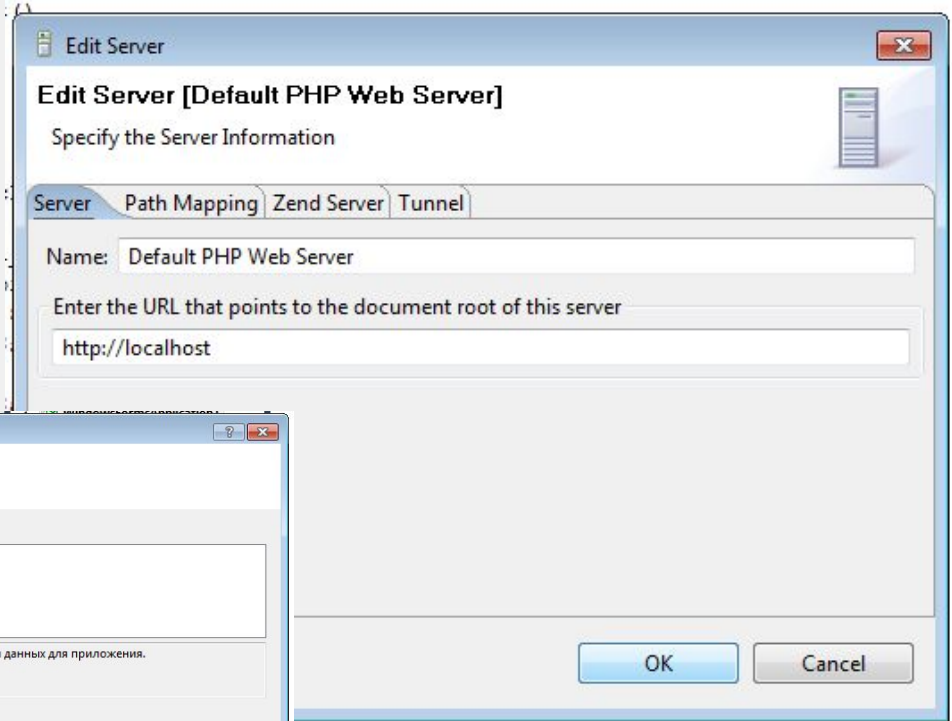 Edit Server
Edit Server [Default PHP Web Server]
Specify the Server Information
Server Path Mapping Zend Server Tunnel
Name: Default PHP Web Server
Enter the URL that points to the document root of this server
http://localhost
данных для приложения.
OK Cancel